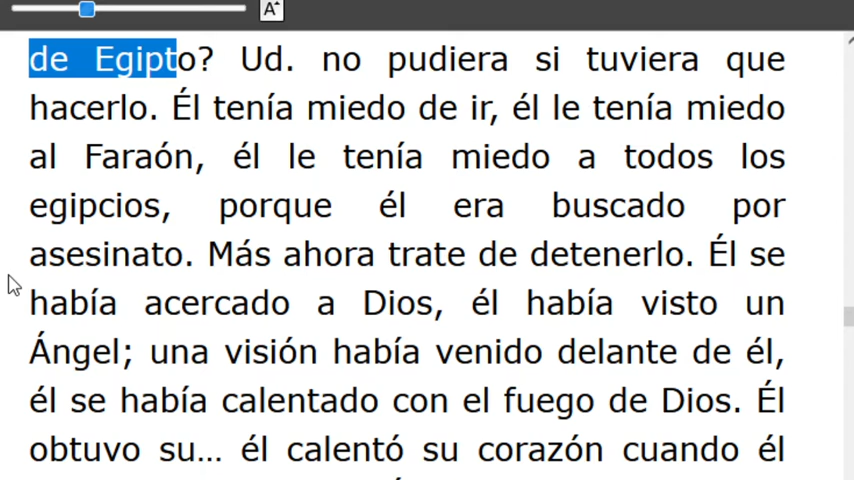 A
de Egipto? Ud. no pudiera si tuviera que
hacerlo. Él tenía miedo de ir, él le tenía miedo
al Faraón, él le tenía miedo a todos los
egipcios, porque él era buscado por
asesinato. Más ahora trate de detenerlo. Él se
había acercado a Dios, él había visto un
Ángel; una visión había venido delante de él,
él se había calentado con el fuego de Dios. Él
obtuvo su... él calentó su corazón cuando él